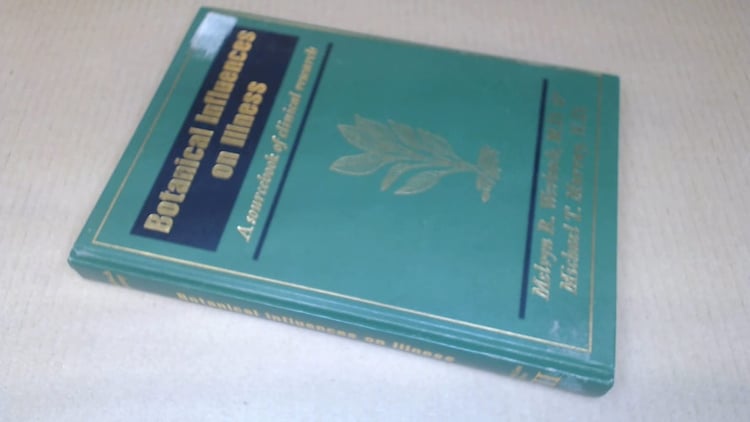 Botanical Influences
on Illness
A sourcebook of clinical research
Melvyn R. Werbach, M.D.
Michael T. Murray, N.D.
Botanical Influences on Illness